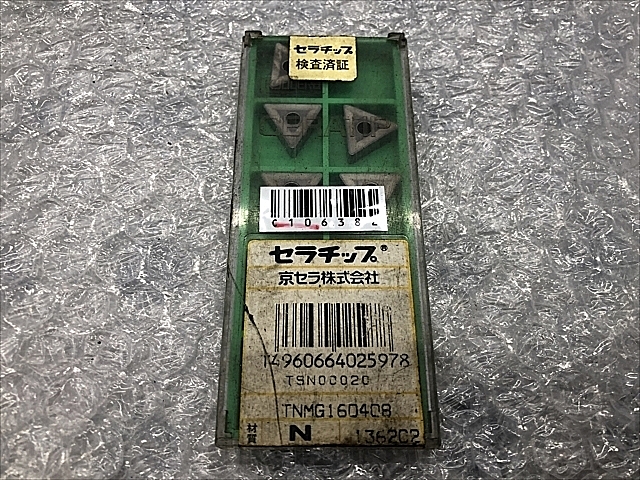 セラチップ
検査済証
C106382
セラチップ®
京セラ株式会社
T4960664025978
TSN00020
TNMG160408
材質 N 136202